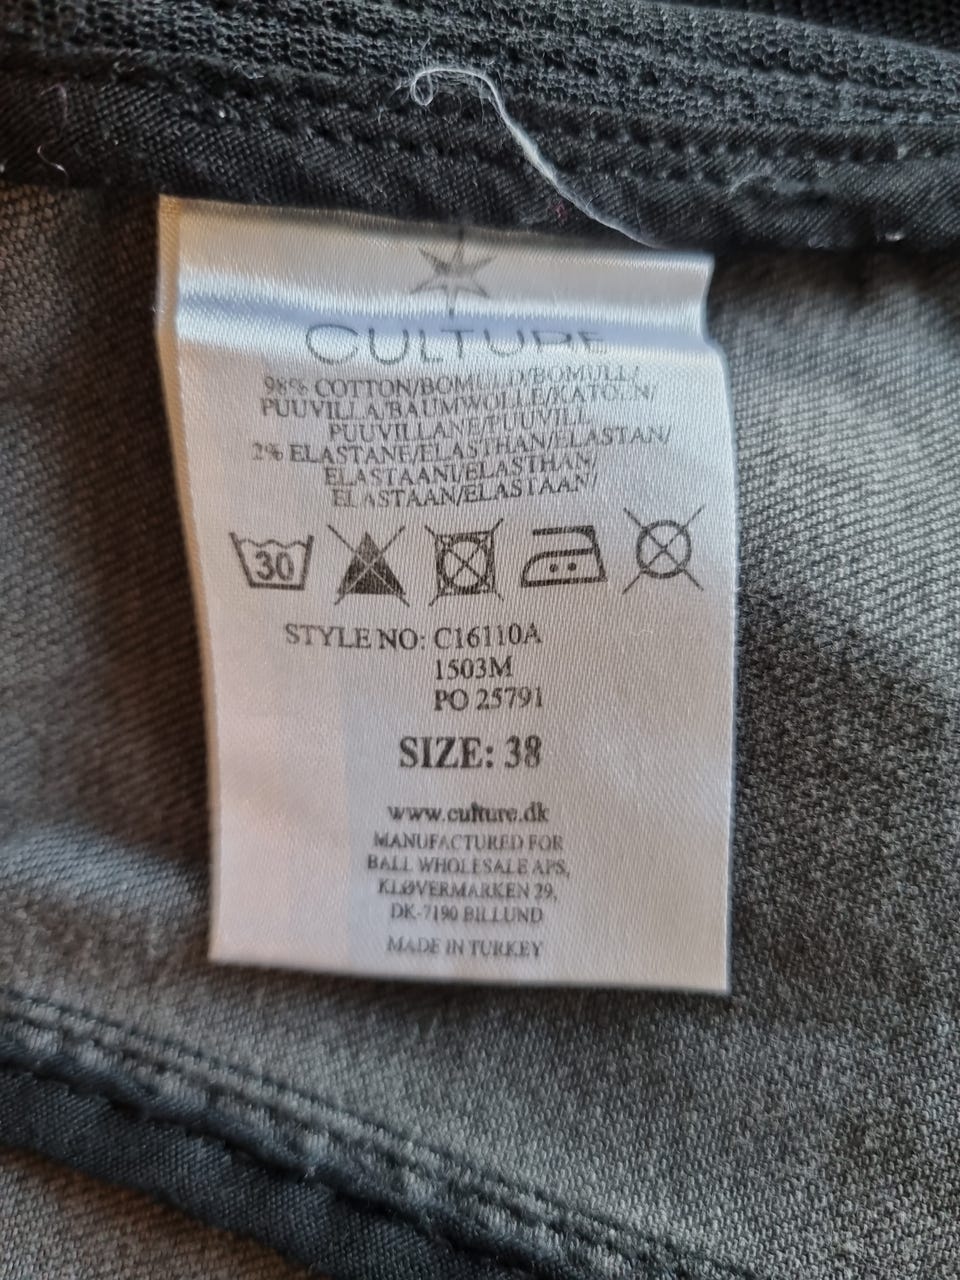 CULTURE
98% COTTON/BOMULD/BOMULL/
PUUVILLA/BAUMWOLLE/KATOEN/
PUUVILLANE/PUUVILL
2% ELASTANE/ELASTHAN/ELASTAN/
ELASTAANI/ELASTHAN/
ELASTAAN/ELASTAAN/
30
STYLE NO: C16110A
1503M
PO 25791
SIZE: 38
www.culture.dk
MANUFACTURED FOR
BALL WHOLESALE APS,
KLØVERMARKEN 29,
DK-7190 BILLUND
MADE IN TURKEY